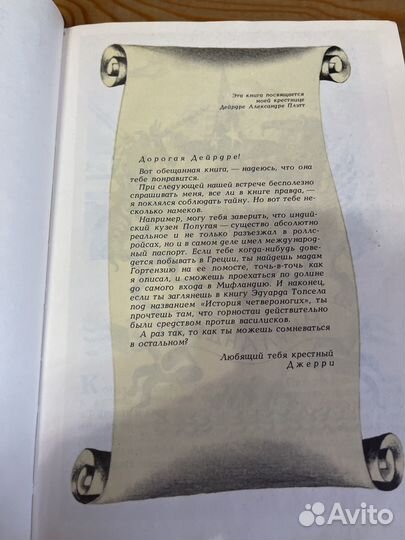 Эта книга посвящается
моей крестнице
Дейрдре Александре Платт
Дорогая Дейрдре!
Вот обещанная книга, — надеюсь, что она
тебе понравится.
При следующей нашей встрече бесполезно
спрашивать меня, все ли в книге правда, —
я поклялся соблюдать тайну. Но вот тебе не-
сколько намеков.
Например, могу тебя заверить, что индий-
ский кузен Попугая — существо абсолютно
реальное и не только разъезжал в роллс-
ройсах, но и в самом деле имел международ-
ный паспорт. Если тебе когда-нибудь дове-
дется побывать в Греции, ты найдешь мадам
Гортензию на ее помосте, точь-в-точь как
я описал, и сможешь проехаться по долине
до самого входа в Мифландию. И наконец,
если ты заглянешь в книгу Эдуарда Топсела
под названием «История четвероногих», ты
прочтешь там, что горностаи действительно
были средством против василисков.
А раз так, то как ты можешь сомневаться
в остальном?
Любящий тебя крестный
Джерри
Avito